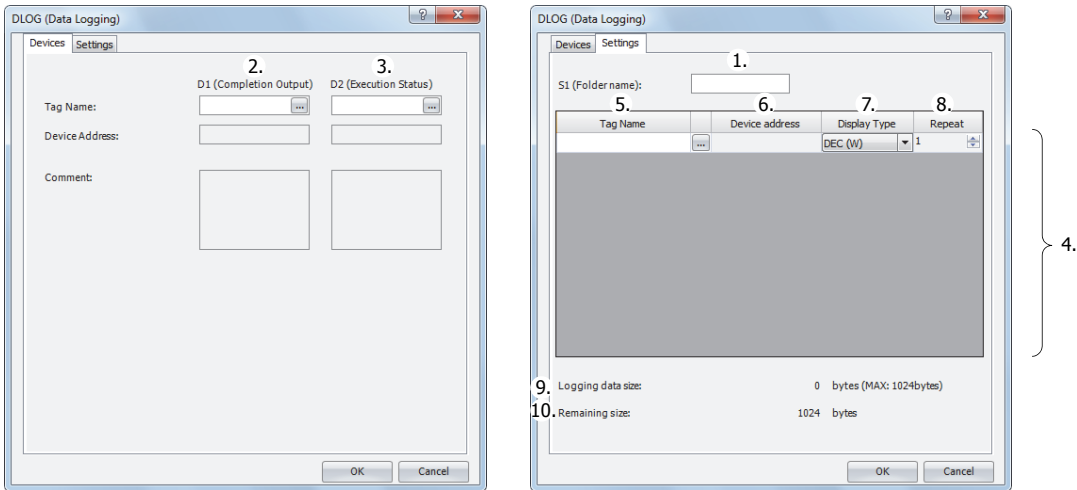 DLOG (Data Logging)
Devices Settings
2. 3.
D1 (Completion Output) D2 (Execution Status)
Tag Name: ... ...
Device Address:
Comment:
OK Cancel
DLOG (Data Logging)
Devices Settings
1.
S1 (Folder name):
5. 6. 7. 8.
Tag Name Device address Display Type Repeat
... DEC (W) 1
4.
9. Logging data size: 0 bytes (MAX: 1024bytes)
10. Remaining size: 1024 bytes
OK Cancel